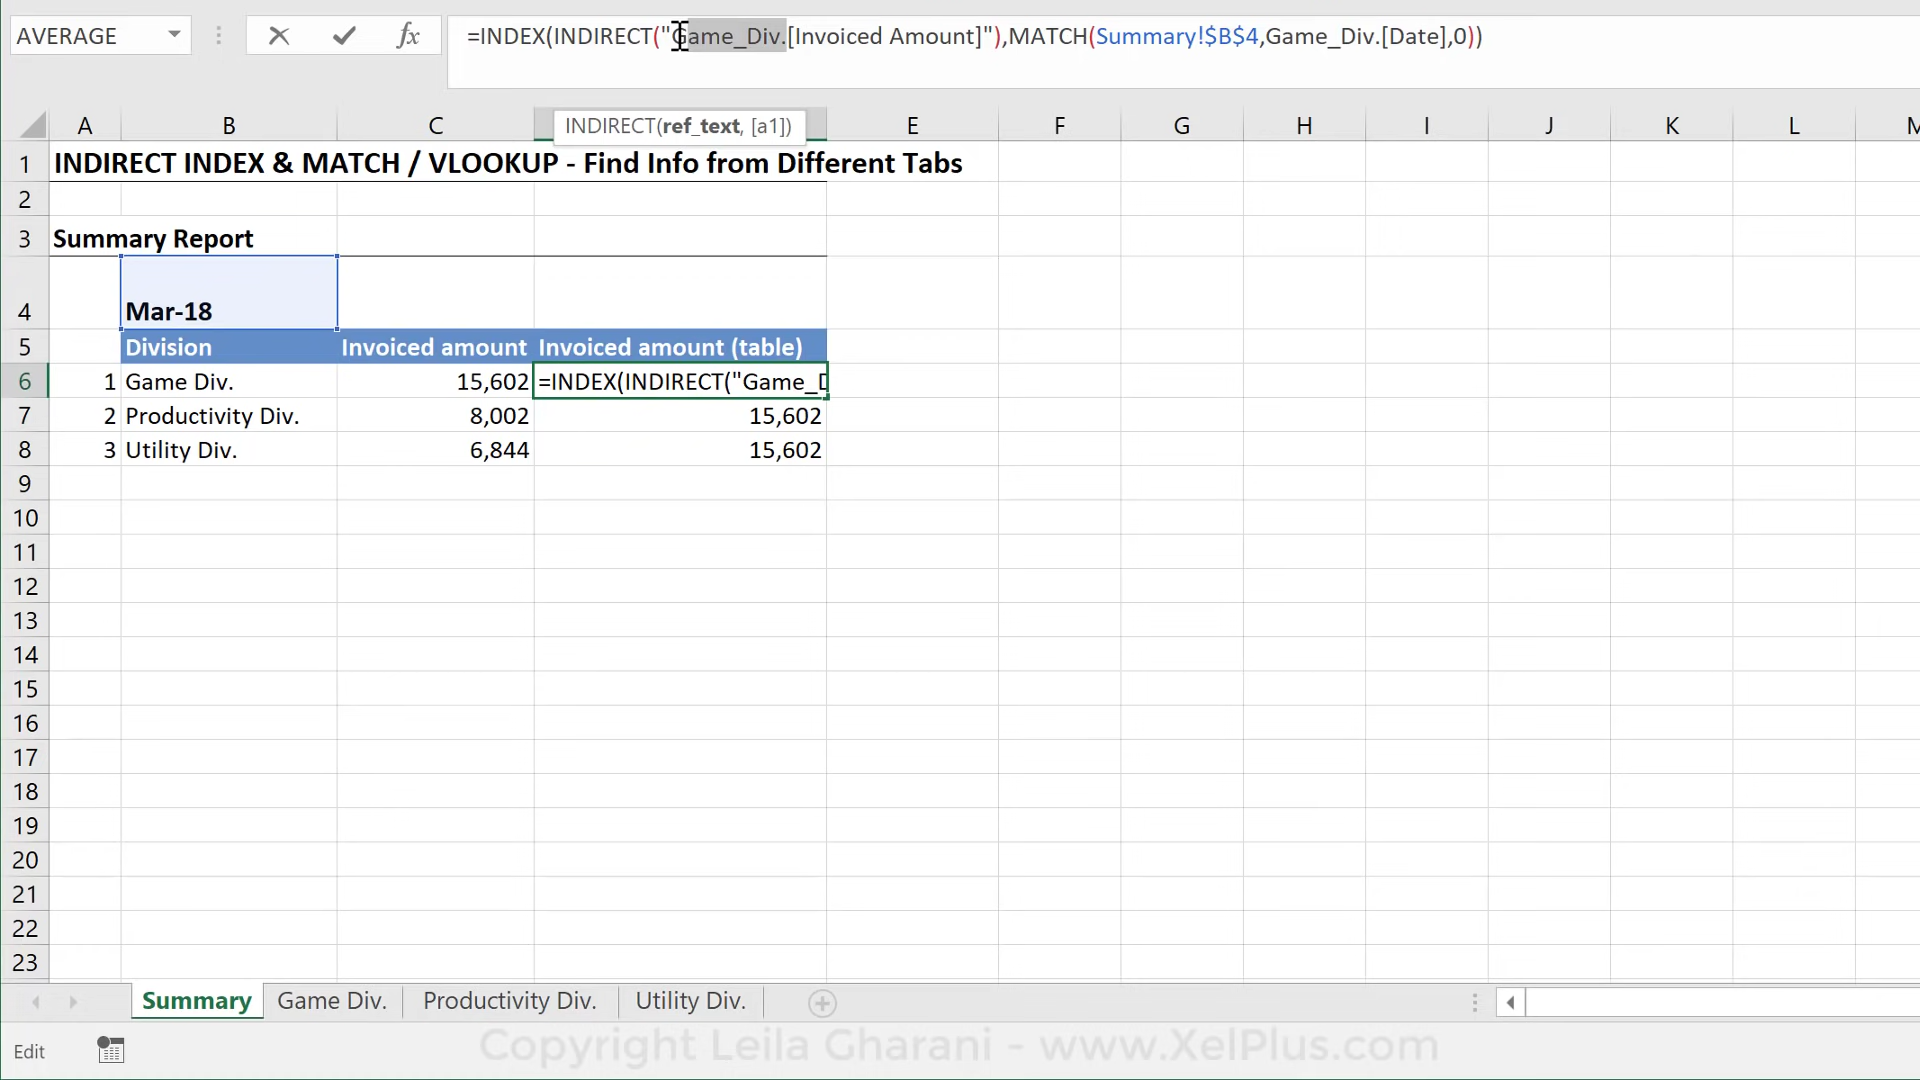 AVERAGE fx =INDEX(INDIRECT("Game_Div.[Invoiced Amount]"),MATCH(Summary!$B$4,Game_Div.[Date],0))
INDIRECT(ref_text, [a1])
A B C E F G H I J K L M
1 INDIRECT INDEX & MATCH / VLOOKUP - Find Info from Different Tabs
2
3 Summary Report
4 Mar-18
5 Division Invoiced amount Invoiced amount (table)
6 1 Game Div. 15,602 =INDEX(INDIRECT("Game_D
7 2 Productivity Div. 8,002 15,602
8 3 Utility Div. 6,844 15,602
9
10
11
12
13
14
15
16
17
18
19
20
21
22
23
Summary Game Div. Productivity Div. Utility Div.
Edit
Copyright Leila Gharani - www.XelPlus.com